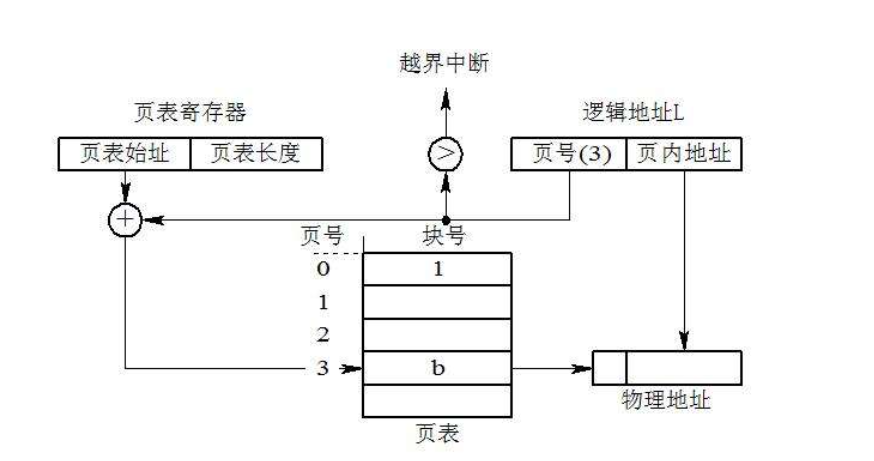 越界中断
页表寄存器
逻辑地址L
页表始址 页表长度
>
页号(3) 页内地址
+
页号 块号
0 1
1
2
3 b
物理地址
页表